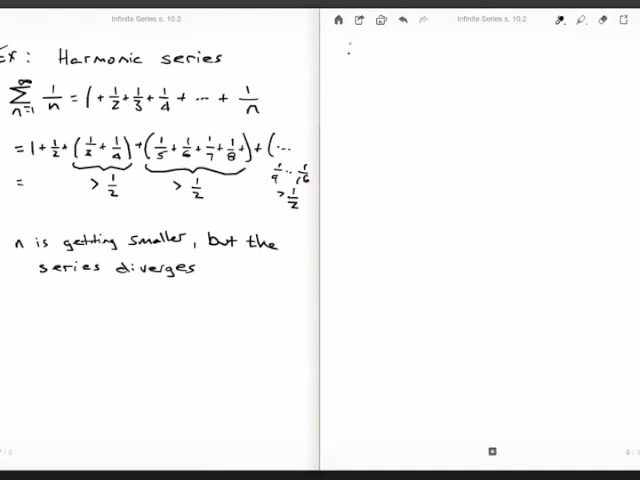 Infinite Series s. 10.2
Infinite Series s. 10.2
Ex: Harmonic series
∞
∑ 1/n = 1 + 1/2 + 1/3 + 1/4 + ... + 1/n
n=1
= 1 + 1/2 + (1/3 + 1/4) + (1/5 + 1/6 + 1/7 + 1/8 +) + (...
1/9 ... 1/16
= > 1/2 > 1/2 > 1/2
n is getting smaller, but the
series diverges